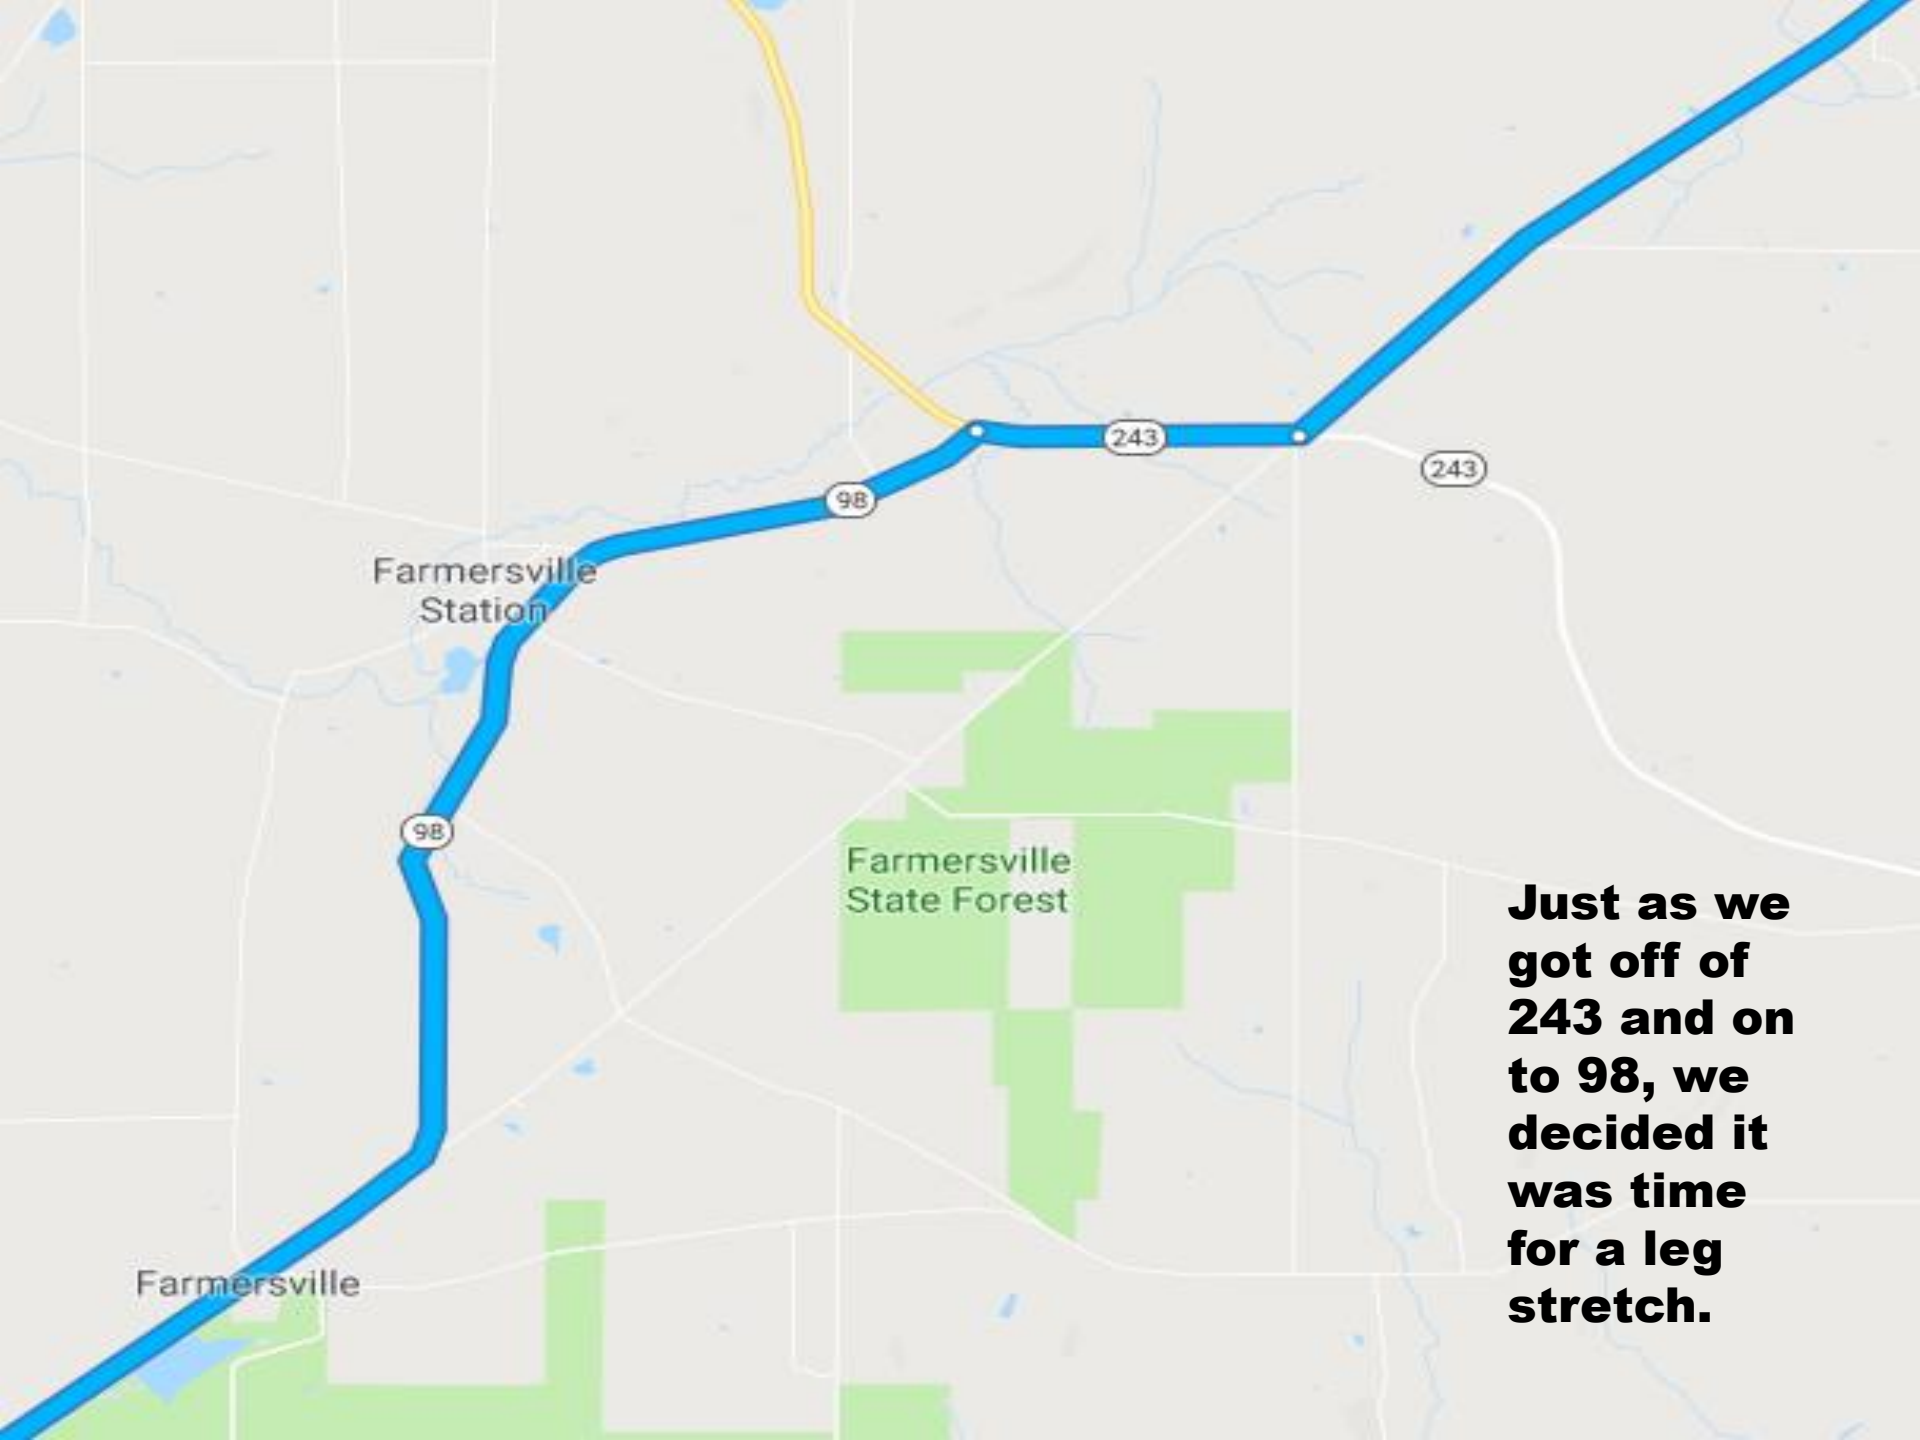 243
243
98
Farmersville
Station
98
Farmersville
State Forest
Just as we
got off of
243 and on
to 98, we
decided it
was time
for a leg
stretch.
Farmersville